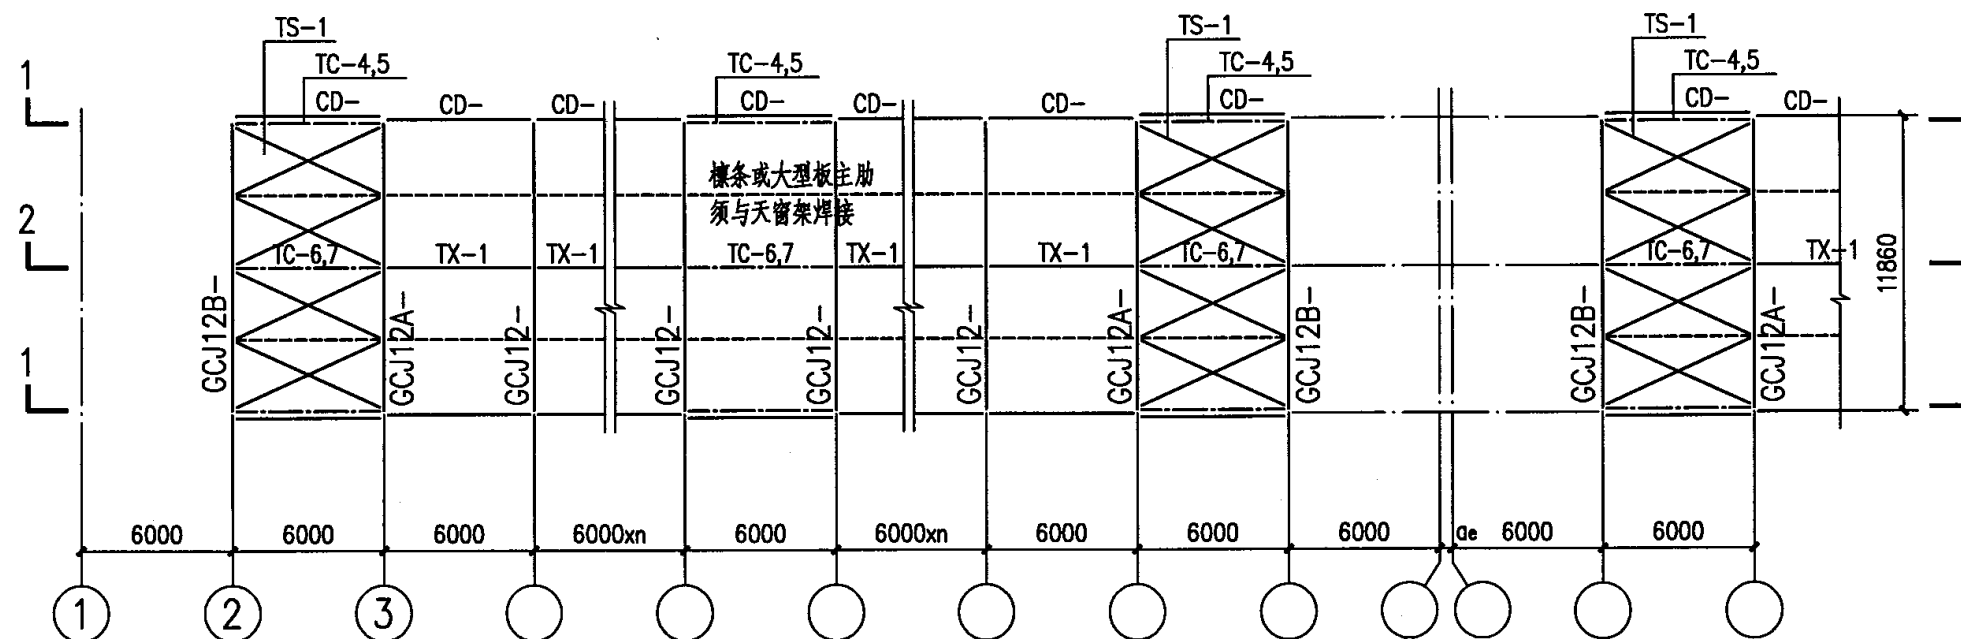 TS-1 TS-1 TS-1
TC-4,5 TC-4,5 TC-4,5 TC-4,5
1 CD- CD- CD- CD- CD- CD- CD- CD- CD-
檩条或大型板主肋
须与天窗架焊接
2 TC-6,7 TX-1 TX-1 TC-6,7 TX-1 TX-1 TC-6,7 TC-6,7 TX-1
11860
1 GCJ12B- GCJ12A- GCJ12- GCJ12- GCJ12- GCJ12- GCJ12A- GCJ12B- GCJ12B- GCJ12A-
6000 6000 6000 6000xn 6000 6000xn 6000 6000 6000 ae 6000 6000
1 2 3